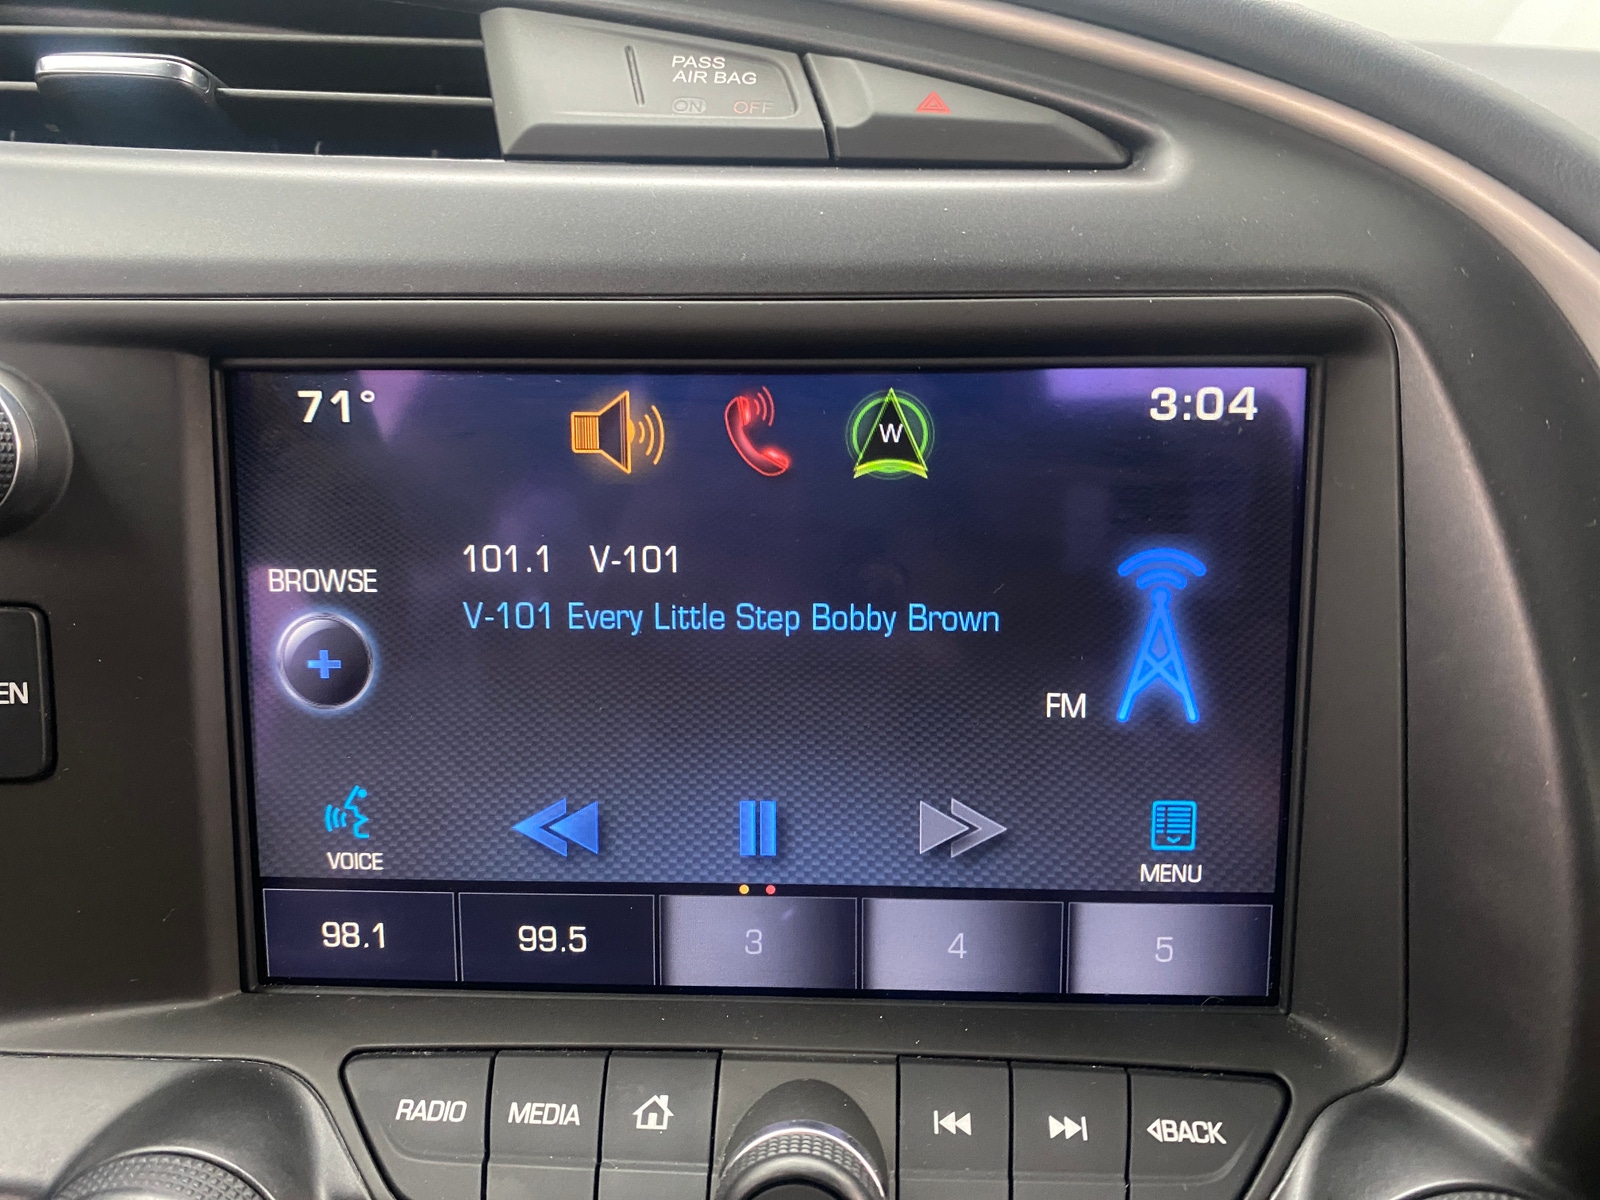 PASS
AIR BAG
ON OFF
71°
3:04
W
101.1 V-101
V-101 Every Little Step Bobby Brown
BROWSE
FM
EN
VOICE
MENU
98.1
99.5
3
4
5
RADIO
MEDIA
BACK